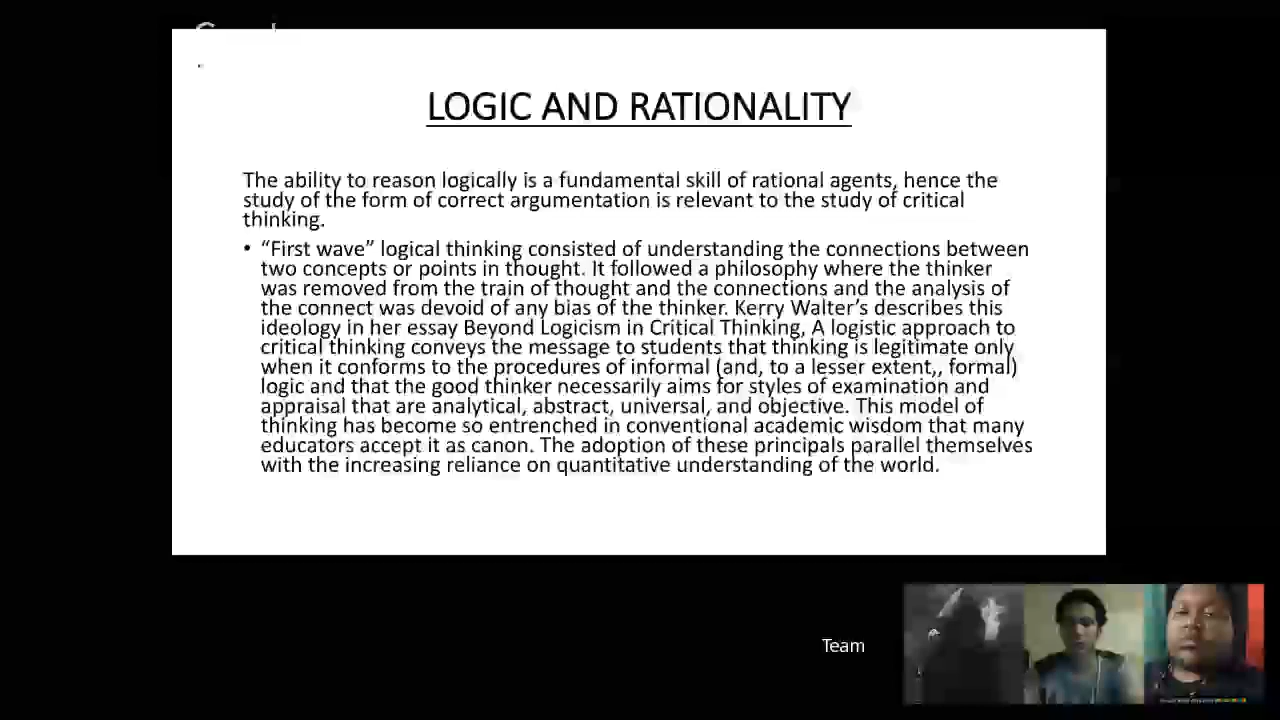 LOGIC AND RATIONALITY
The ability to reason logically is a fundamental skill of rational agents, hence the
study of the form of correct argumentation is relevant to the study of critical
thinking.
• “First wave” logical thinking consisted of understanding the connections between
two concepts or points in thought. It followed a philosophy where the thinker
was removed from the train of thought and the connections and the analysis of
the connect was devoid of any bias of the thinker. Kerry Walter’s describes this
ideology in her essay Beyond Logicism in Critical Thinking, A logistic approach to
critical thinking conveys the message to students that thinking is legitimate only
when it conforms to the procedures of informal (and, to a lesser extent,, formal)
logic and that the good thinker necessarily aims for styles of examination and
appraisal that are analytical, abstract, universal, and objective. This model of
thinking has become so entrenched in conventional academic wisdom that many
educators accept it as canon. The adoption of these principals parallel themselves
with the increasing reliance on quantitative understanding of the world.
Team